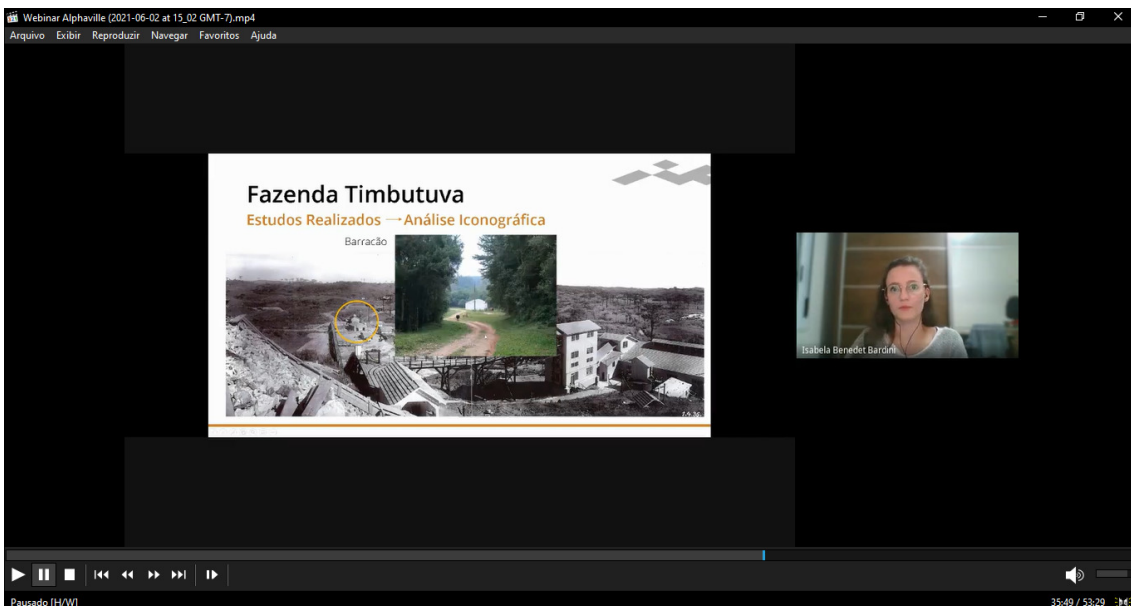 Webinar Alphaville (2021-06-02 at 15_02 GMT-7).mp4
Arquivo Exibir Reproduzir Navegar Favoritos Ajuda
Fazenda Timbutuva
Estudos Realizados → Análise Iconográfica
Barracão
Isabela Benedet Bardini
Pausado [H/W]
35:49 / 53:29